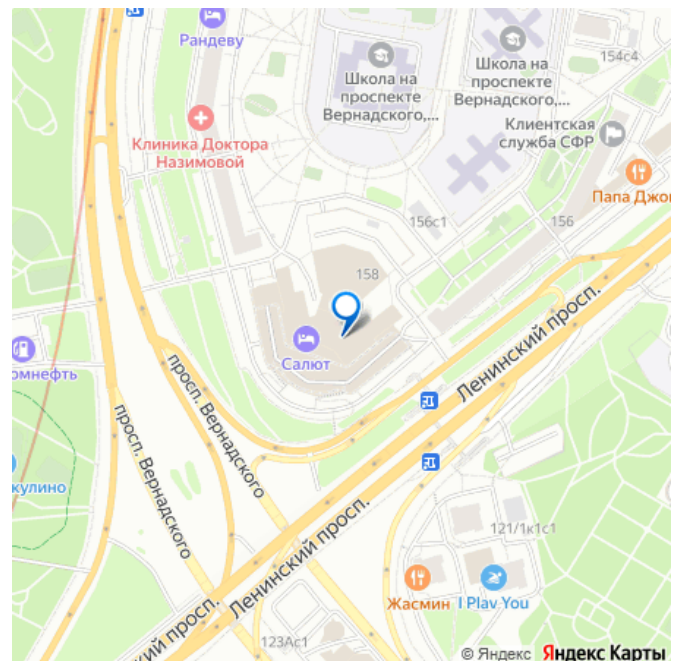 Рандеву
154с4
Школа на
проспекте
Вернадского,...
Школа на
проспекте
Вернадского,...
Клиентская
служба СФР
Клиника Доктора
Назимовой
Папа Джо
156с1
156
158
Салют
Ленинский просп.
омнефть
просп. Вернадского
просп. Вернадского
кулино
Ленинский просп.
ский просп.
121/1к1с1
Жасмин
I Play You
123Ас1
© Яндекс Яндекс Карты